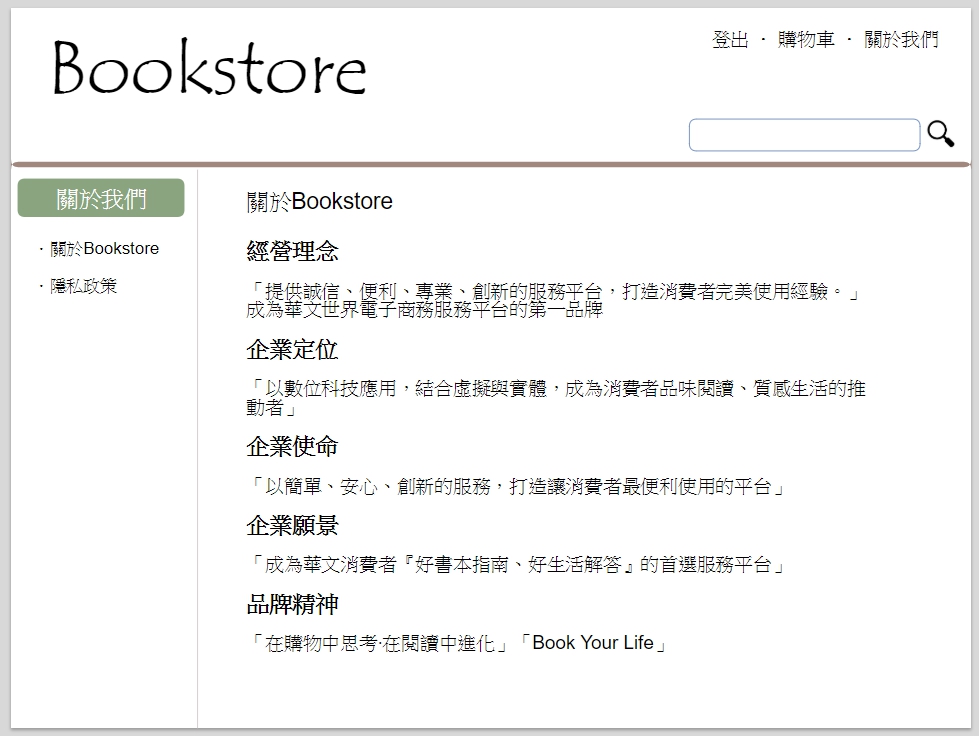 Bookstore
登出 · 購物車 · 關於我們
關於我們
· 關於Bookstore
· 隱私政策
關於Bookstore
經營理念
「提供誠信、便利、專業、創新的服務平台，打造消費者完美使用經驗。」
成為華文世界電子商務服務平台的第一品牌
企業定位
「以數位科技應用，結合虛擬與實體，成為消費者品味閱讀、質感生活的推
動者」
企業使命
「以簡單、安心、創新的服務，打造讓消費者最便利使用的平台」
企業願景
「成為華文消費者『好書本指南、好生活解答』的首選服務平台」
品牌精神
「在購物中思考·在閱讀中進化」「Book Your Life」